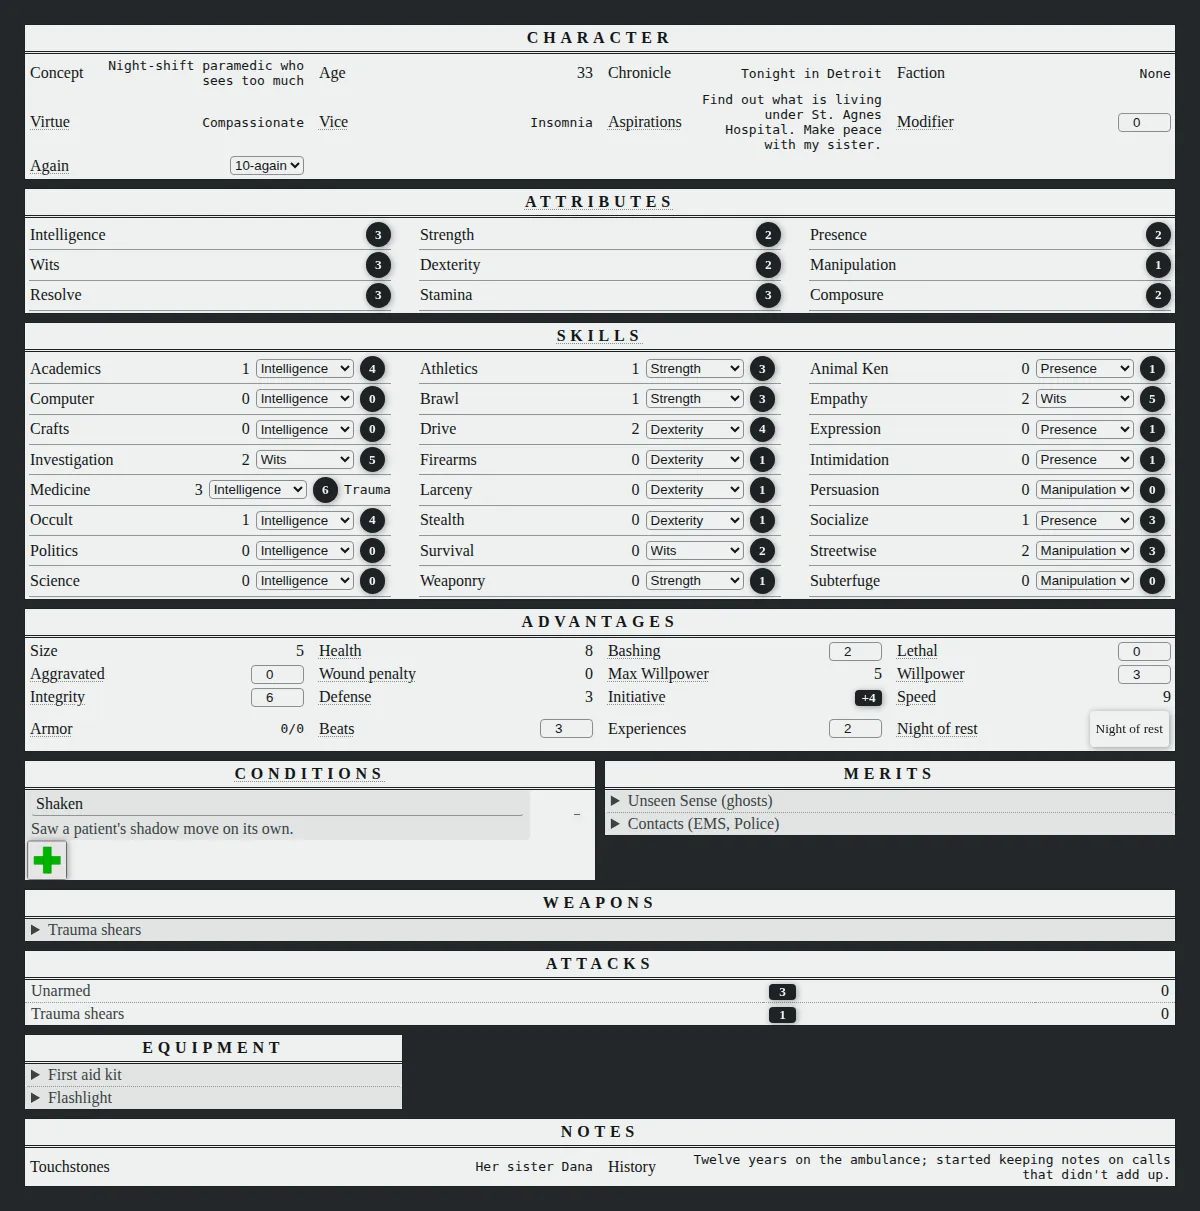 CHARACTER
Concept Night-shift paramedic who sees too much Age 33 Chronicle Tonight in Detroit Faction None
Virtue Compassionate Vice Insomnia Aspirations Find out what is living under St. Agnes Hospital. Make peace with my sister. Modifier 0
Again 10-again
ATTRIBUTES
Intelligence 3 Strength 2 Presence 2
Wits 3 Dexterity 2 Manipulation 1
Resolve 3 Stamina 3 Composure 2
SKILLS
Academics 1 Intelligence 4 Athletics 1 Strength 3 Animal Ken 0 Presence 1
Computer 0 Intelligence 0 Brawl 1 Strength 3 Empathy 2 Wits 5
Crafts 0 Intelligence 0 Drive 2 Dexterity 4 Expression 0 Presence 1
Investigation 2 Wits 5 Firearms 0 Dexterity 1 Intimidation 0 Presence 1
Medicine 3 Intelligence 6 Trauma Larceny 0 Dexterity 1 Persuasion 0 Manipulation 0
Occult 1 Intelligence 4 Stealth 0 Dexterity 1 Socialize 1 Presence 3
Politics 0 Intelligence 0 Survival 0 Wits 2 Streetwise 2 Manipulation 3
Science 0 Intelligence 0 Weaponry 0 Strength 1 Subterfuge 0 Manipulation 0
ADVANTAGES
Size 5 Health 8 Bashing 2 Lethal 0
Aggravated 0 Wound penalty 0 Max Willpower 5 Willpower 3
Integrity 6 Defense 3 Initiative +4 Speed 9
Armor 0/0 Beats 3 Experiences 2 Night of rest Night of rest
CONDITIONS
Shaken –
Saw a patient's shadow move on its own.
MERITS
Unseen Sense (ghosts)
Contacts (EMS, Police)
WEAPONS
Trauma shears
ATTACKS
Unarmed 3 0
Trauma shears 1 0
EQUIPMENT
First aid kit
Flashlight
NOTES
Touchstones Her sister Dana History Twelve years on the ambulance; started keeping notes on calls that didn't add up.